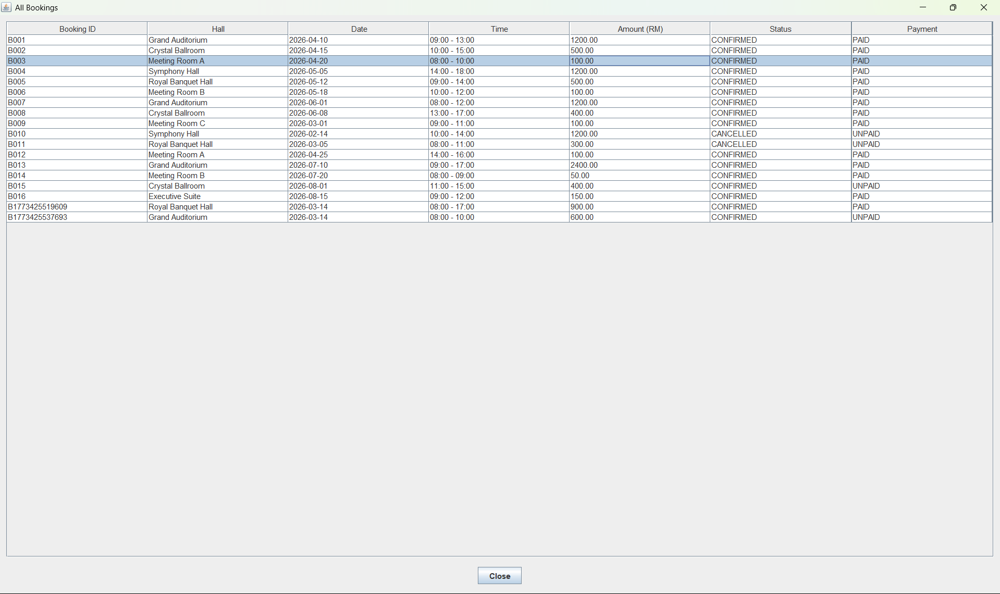 All Bookings
Booking ID Hall Date Time Amount (RM) Status Payment
B001 Grand Auditorium 2026-04-10 09:00 - 13:00 1200.00 CONFIRMED PAID
B002 Crystal Ballroom 2026-04-15 10:00 - 15:00 500.00 CONFIRMED PAID
B003 Meeting Room A 2026-04-20 08:00 - 10:00 100.00 CONFIRMED PAID
B004 Symphony Hall 2026-05-05 14:00 - 18:00 1200.00 CONFIRMED PAID
B005 Royal Banquet Hall 2026-05-12 09:00 - 14:00 500.00 CONFIRMED PAID
B006 Meeting Room B 2026-05-18 10:00 - 12:00 100.00 CONFIRMED PAID
B007 Grand Auditorium 2026-06-01 08:00 - 12:00 1200.00 CONFIRMED PAID
B008 Crystal Ballroom 2026-06-08 13:00 - 17:00 400.00 CONFIRMED PAID
B009 Meeting Room C 2026-03-01 09:00 - 11:00 100.00 CONFIRMED PAID
B010 Symphony Hall 2026-02-14 10:00 - 14:00 1200.00 CANCELLED UNPAID
B011 Royal Banquet Hall 2026-03-05 08:00 - 11:00 300.00 CANCELLED UNPAID
B012 Meeting Room A 2026-04-25 14:00 - 16:00 100.00 CONFIRMED PAID
B013 Grand Auditorium 2026-07-10 09:00 - 17:00 2400.00 CONFIRMED PAID
B014 Meeting Room B 2026-07-20 08:00 - 09:00 50.00 CONFIRMED PAID
B015 Crystal Ballroom 2026-08-01 11:00 - 15:00 400.00 CONFIRMED UNPAID
B016 Executive Suite 2026-08-15 09:00 - 12:00 150.00 CONFIRMED PAID
B1773425519609 Royal Banquet Hall 2026-03-14 08:00 - 17:00 900.00 CONFIRMED PAID
B1773425537693 Grand Auditorium 2026-03-14 08:00 - 10:00 600.00 CONFIRMED UNPAID
Close